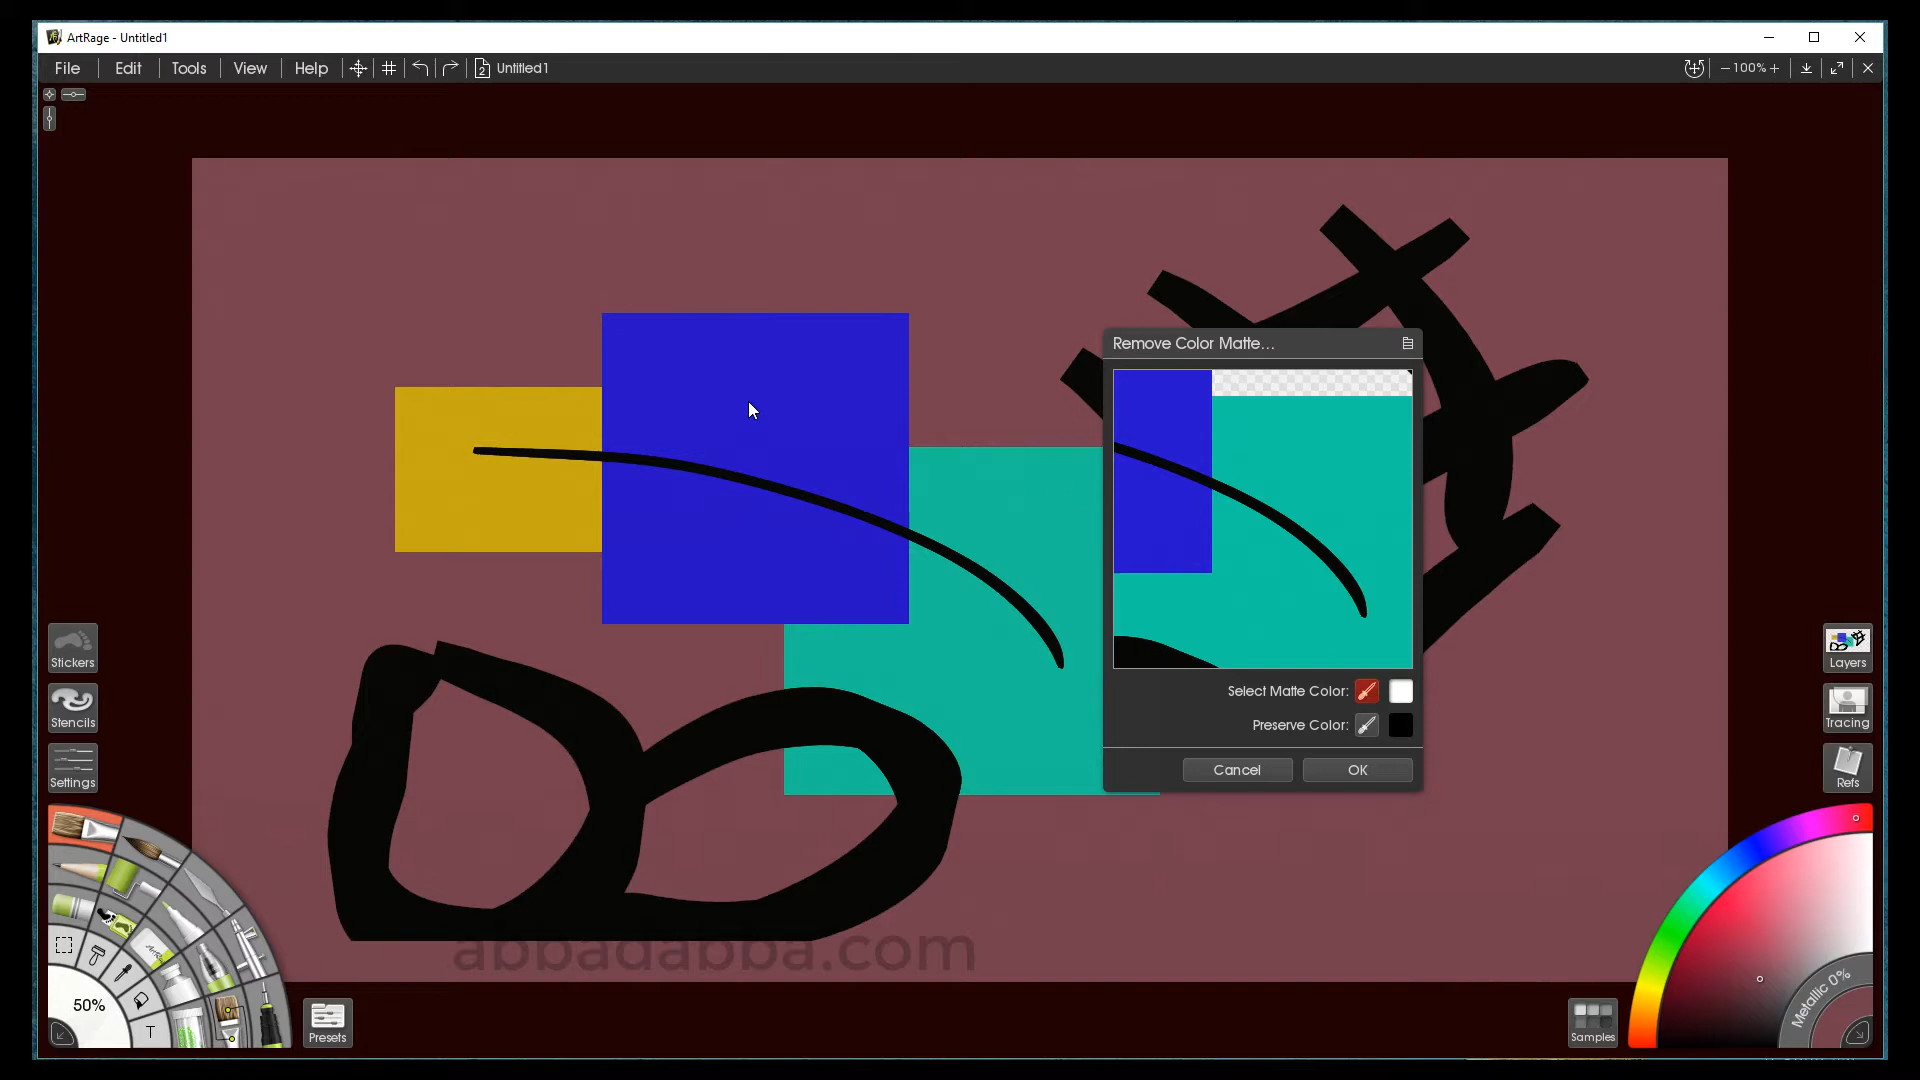 ArtRage - Untitled1
File Edit Tools View Help Untitled1 100%
Remove Color Matte...
Select Matte Color:
Preserve Color:
Cancel OK
Stickers
Stencils
Settings
Layers
Tracing
Refs
abbadabba.com
50%
T
Presets
Samples
Metallic 0%